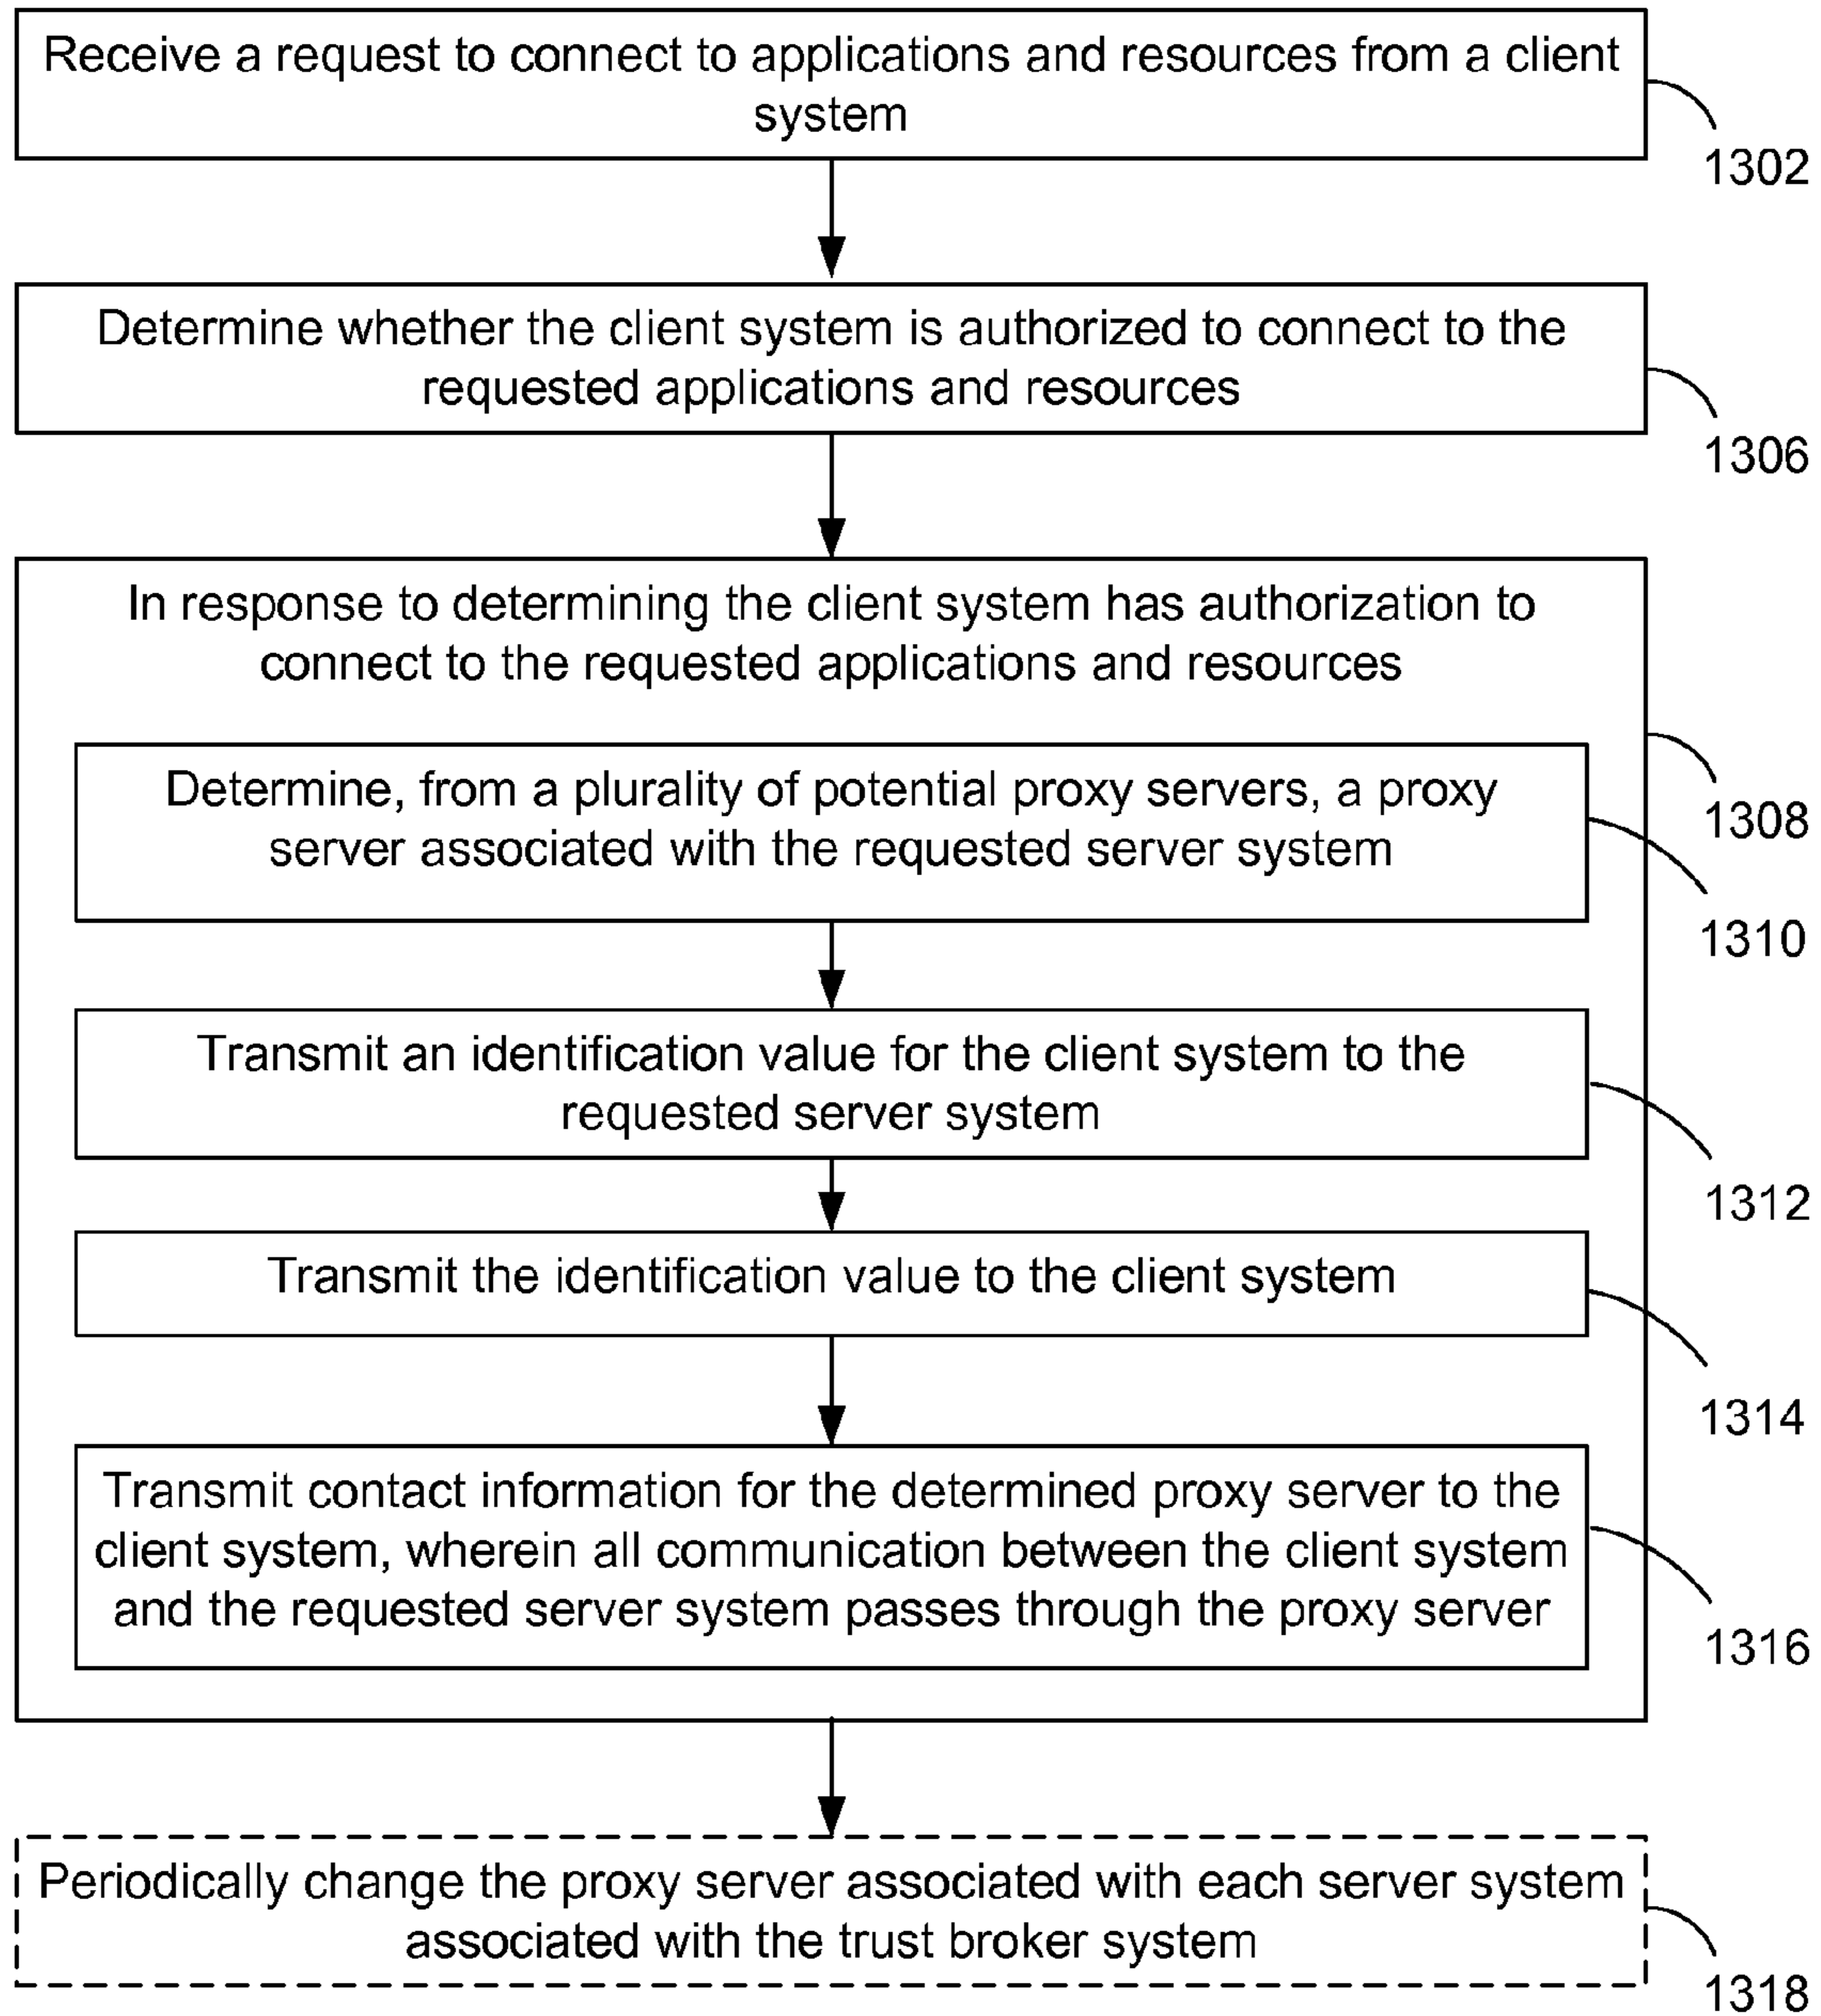 Receive a request to connect to applications and resources from a client
system
1302
Determine whether the client system is authorized to connect to the
requested applications and resources
1306
In response to determining the client system has authorization to
connect to the requested applications and resources
1308
Determine, from a plurality of potential proxy servers, a proxy
server associated with the requested server system
1310
Transmit an identification value for the client system to the
requested server system
1312
Transmit the identification value to the client system
1314
Transmit contact information for the determined proxy server to the
client system, wherein all communication between the client system
and the requested server system passes through the proxy server
1316
Periodically change the proxy server associated with each server system
associated with the trust broker system
1318